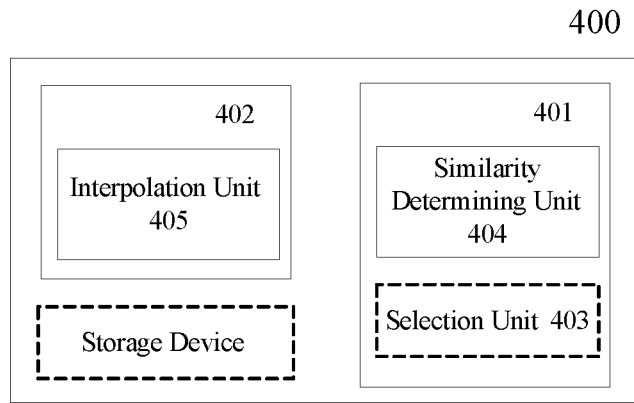 400
402
Interpolation Unit
405
Storage Device
401
Similarity
Determining Unit
404
Selection Unit 403